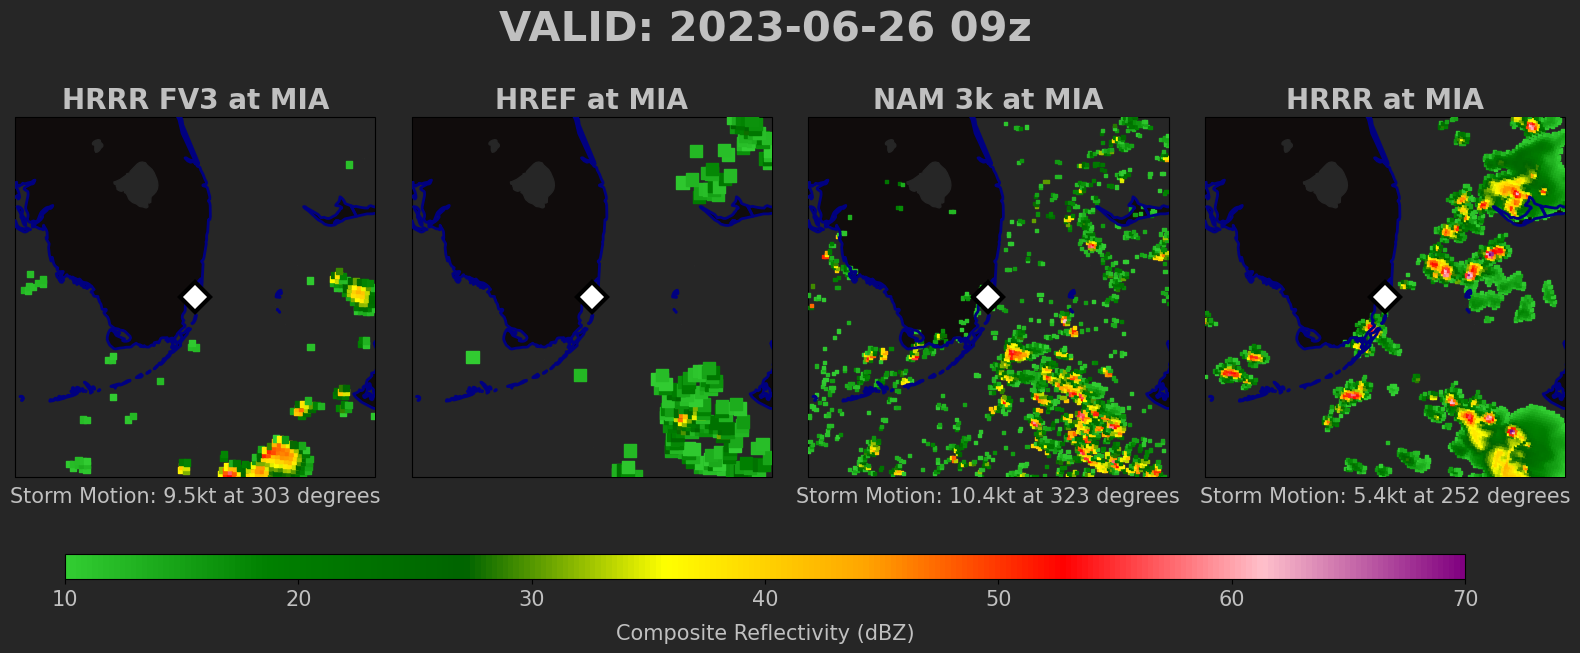 VALID: 2023-06-26 09z
HRRR FV3 at MIA
HREF at MIA
NAM 3k at MIA
HRRR at MIA
Storm Motion: 9.5kt at 303 degrees
Storm Motion: 10.4kt at 323 degrees
Storm Motion: 5.4kt at 252 degrees
10 20 30 40 50 60 70
Composite Reflectivity (dBZ)